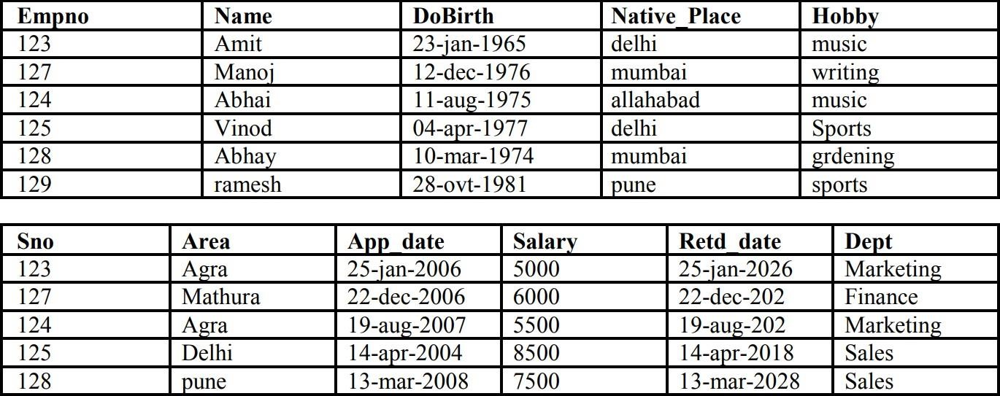 Empno Name DoBirth Native_Place Hobby
123 Amit 23-jan-1965 delhi music
127 Manoj 12-dec-1976 mumbai writing
124 Abhai 11-aug-1975 allahabad music
125 Vinod 04-apr-1977 delhi Sports
128 Abhay 10-mar-1974 mumbai grdening
129 ramesh 28-ovt-1981 pune sports
Sno Area App_date Salary Retd_date Dept
123 Agra 25-jan-2006 5000 25-jan-2026 Marketing
127 Mathura 22-dec-2006 6000 22-dec-202 Finance
124 Agra 19-aug-2007 5500 19-aug-202 Marketing
125 Delhi 14-apr-2004 8500 14-apr-2018 Sales
128 pune 13-mar-2008 7500 13-mar-2028 Sales